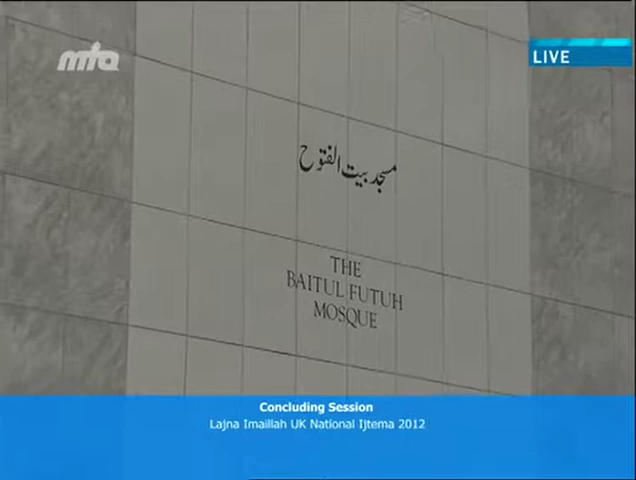 mta
LIVE
مسجد بیت الفتوح
THE
BAITUL FUTUH
MOSQUE
Concluding Session
Lajna Imaillah UK National Ijtema 2012